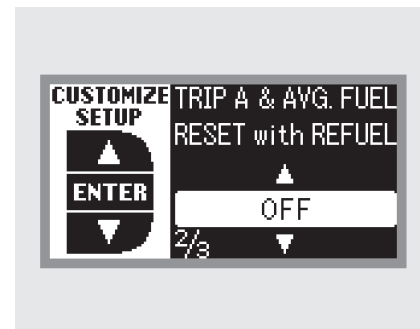 CUSTOMIZE
SETUP
ENTER
TRIP A & AVG. FUEL
RESET with REFUEL
OFF
2/3